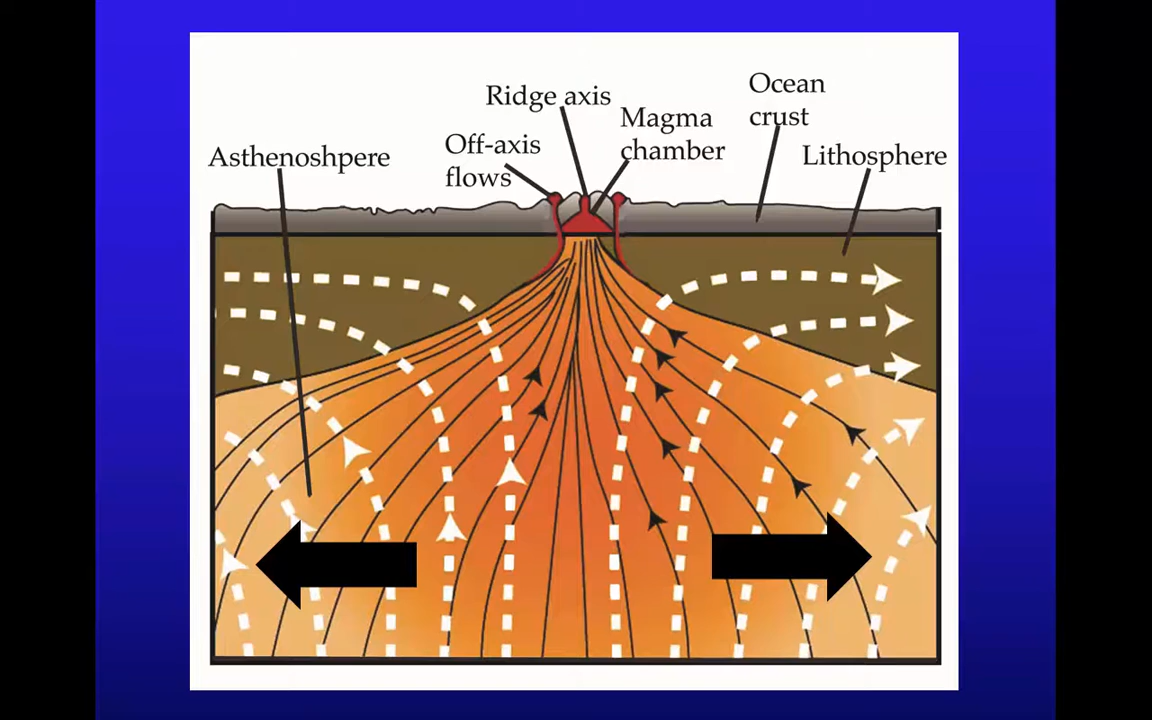 Ridge axis
Ocean
crust
Magma
chamber
Off-axis
flows
Asthenoshpere
Lithosphere